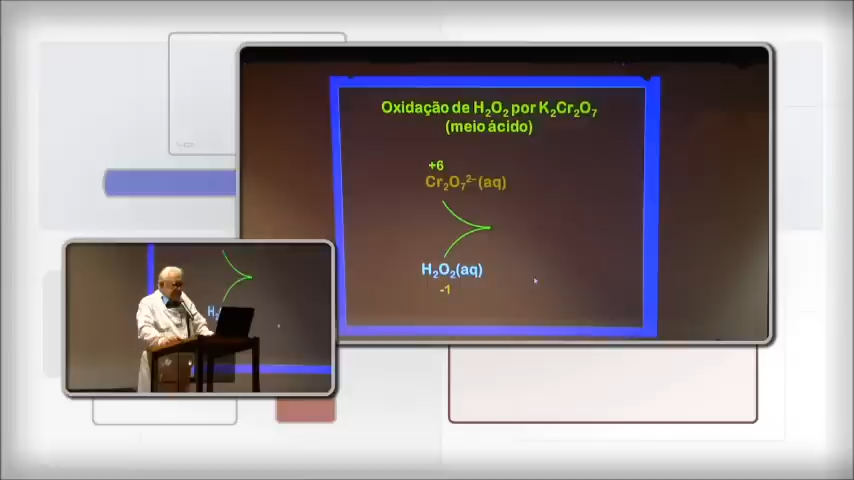 Oxidação de H₂O₂ por K₂Cr₂O₇
(meio ácido)
+6
Cr₂O₇²⁻(aq)
H₂O₂(aq)
-1